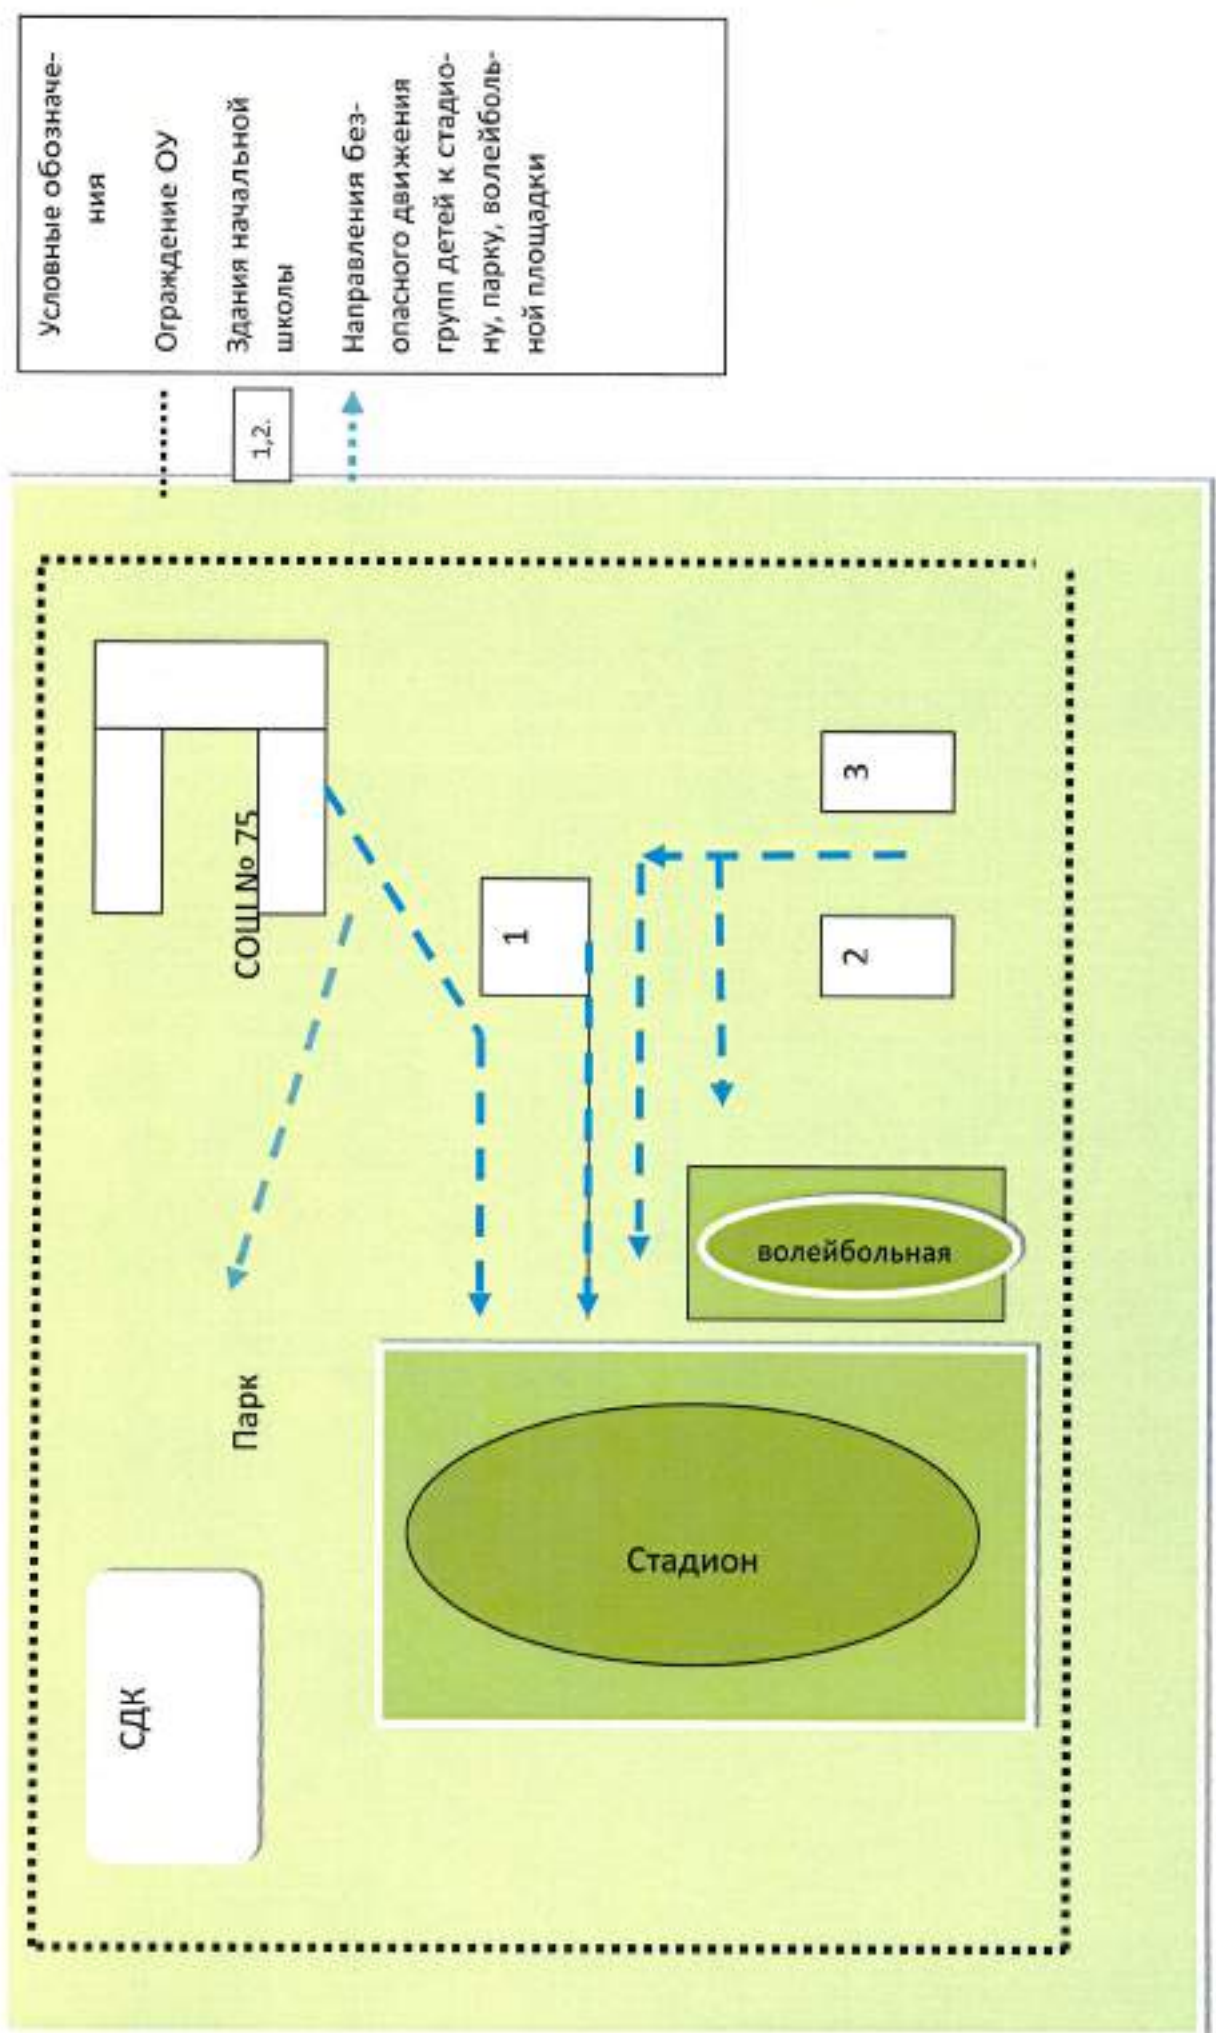 Условные обозначе-
ния
Ограждение ОУ
1,2.
Здания начальной
школы
Направления без-
опасного движения
групп детей к стадио-
ну, парку, волейболь-
ной площадки
СДК
Парк
СОШ № 75
1
Стадион
волейбольная
2
3